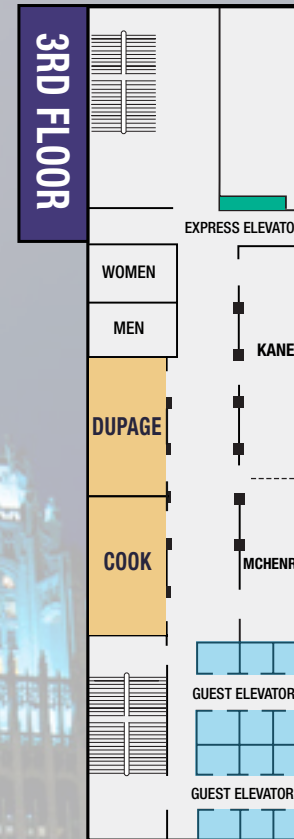 3RD FLOOR
EXPRESS ELEVATO
WOMEN
MEN
KANE
DUPAGE
COOK
MCHENR
GUEST ELEVATOR
GUEST ELEVATOR